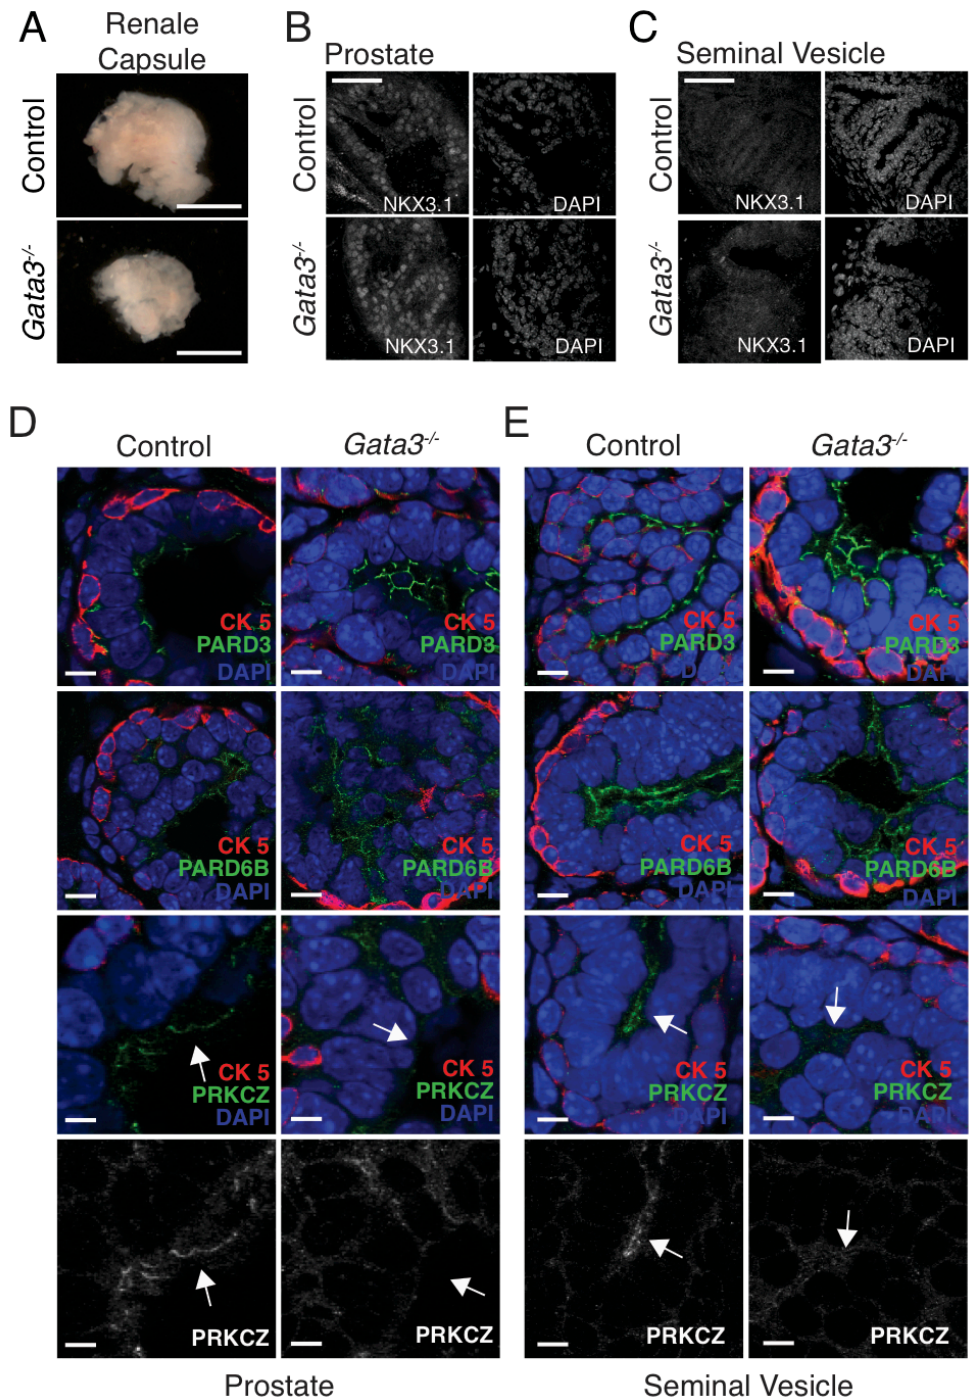 A
Renale
Capsule
Control
Gata3-/-
B
Prostate
Control
NKX3.1
DAPI
Gata3-/-
NKX3.1
DAPI
C
Seminal Vesicle
Control
NKX3.1
DAPI
Gata3-/-
NKX3.1
DAPI
D
Control
Gata3-/-
CK 5
PARD3
DAPI
CK 5
PARD3
DAPI
CK 5
PARD6B
DAPI
CK 5
PARD6B
DAPI
CK 5
PRKCZ
DAPI
CK 5
PRKCZ
DAPI
PRKCZ
PRKCZ
Prostate
E
Control
Gata3-/-
CK 5
PARD3
DAPI
CK 5
PARD3
DAPI
CK 5
PARD6B
DAPI
CK 5
PARD6B
DAPI
CK 5
PRKCZ
DAPI
CK 5
PRKCZ
DAPI
PRKCZ
PRKCZ
Seminal Vesicle